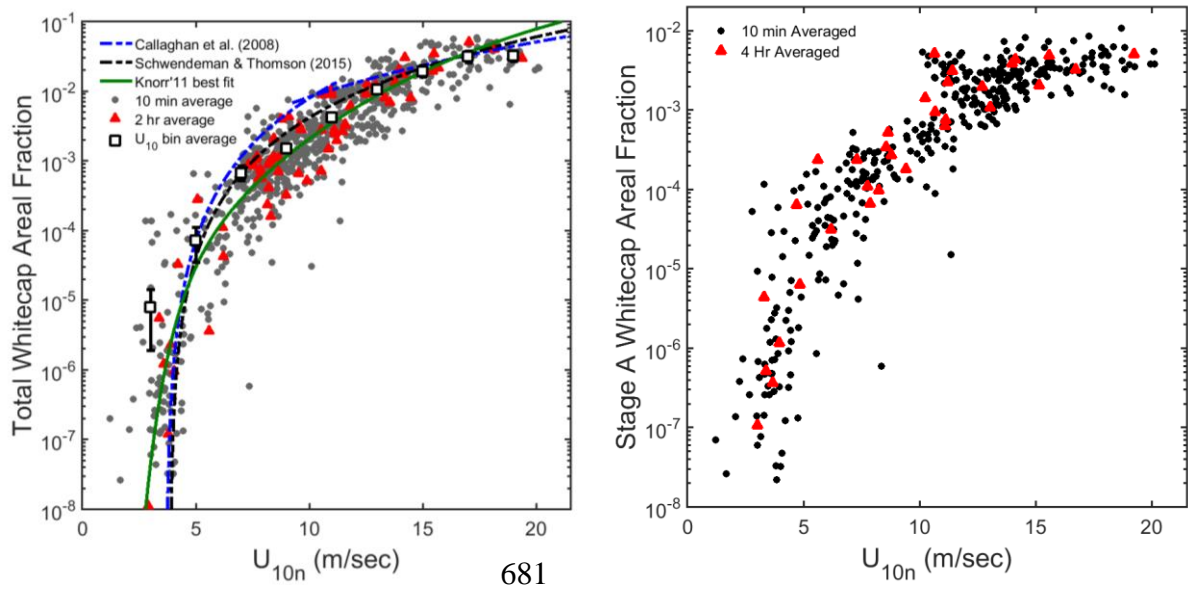 Total Whitecap Areal Fraction
10^-1
10^-2
10^-3
10^-4
10^-5
10^-6
10^-7
10^-8
Callaghan et al. (2008)
Schwendeman & Thomson (2015)
Knorr'11 best fit
10 min average
2 hr average
U_10 bin average
0 5 10 15 20
U_10n (m/sec)
681
Stage A Whitecap Areal Fraction
10^-2
10^-3
10^-4
10^-5
10^-6
10^-7
10^-8
10 min Averaged
4 Hr Averaged
0 5 10 15 20
U_10n (m/sec)